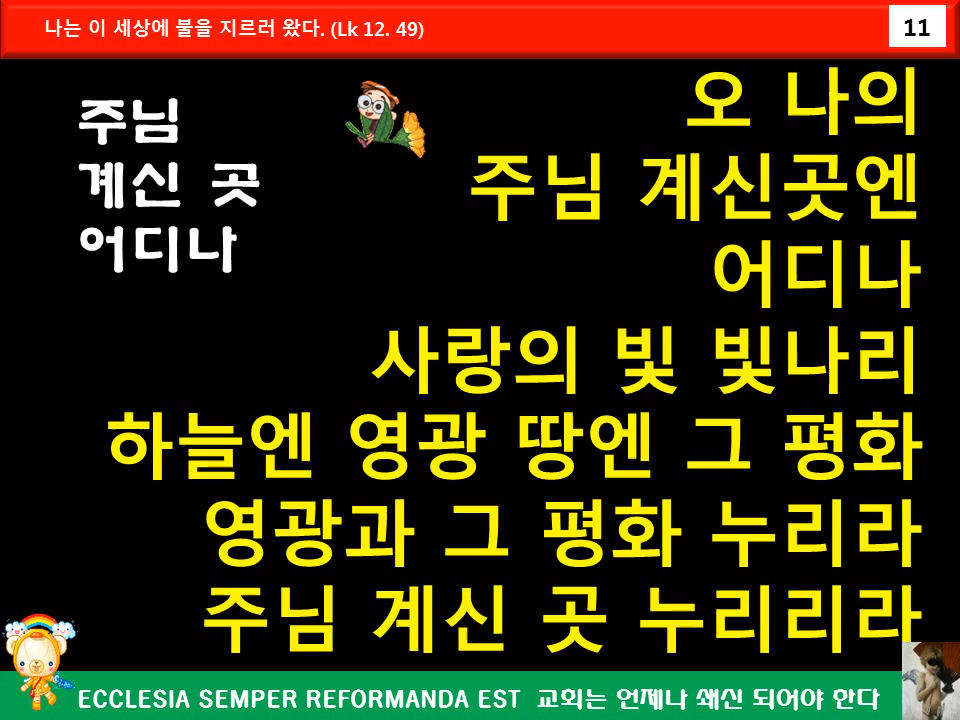 나는 이 세상에 불을 지르러 왔다. (Lk 12. 49)
11
주님
계신 곳
어디나
오 나의
주님 계신곳엔
어디나
사랑의 빛 빛나리
하늘엔 영광 땅엔 그 평화
영광과 그 평화 누리라
주님 계신 곳 누리리라
ECCLESIA SEMPER REFORMANDA EST 교회는 언제나 쇄신 되어야 한다